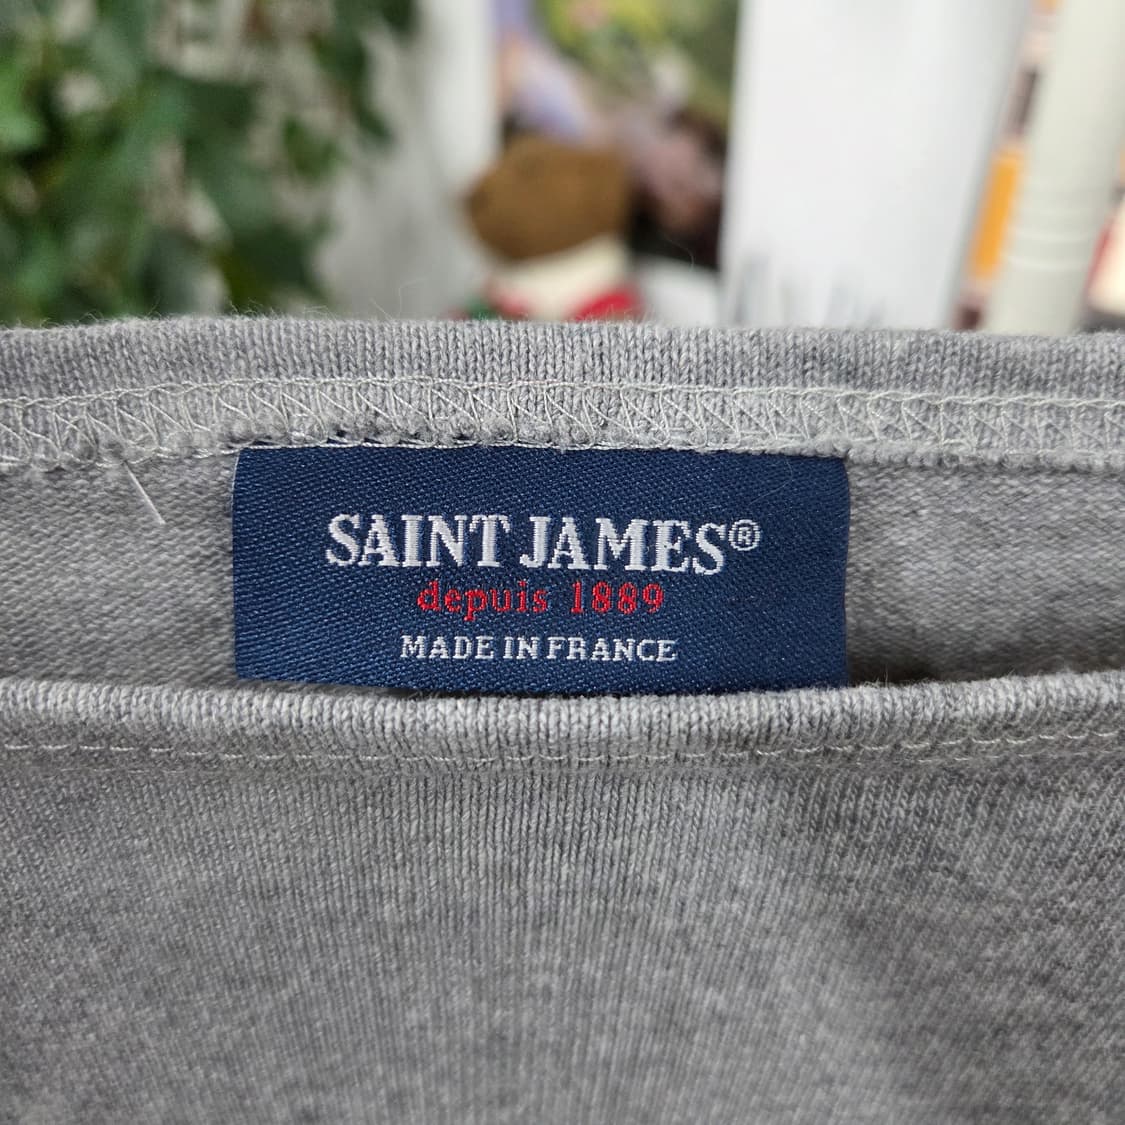 SAINT JAMES®
depuis 1889
MADE IN FRANCE